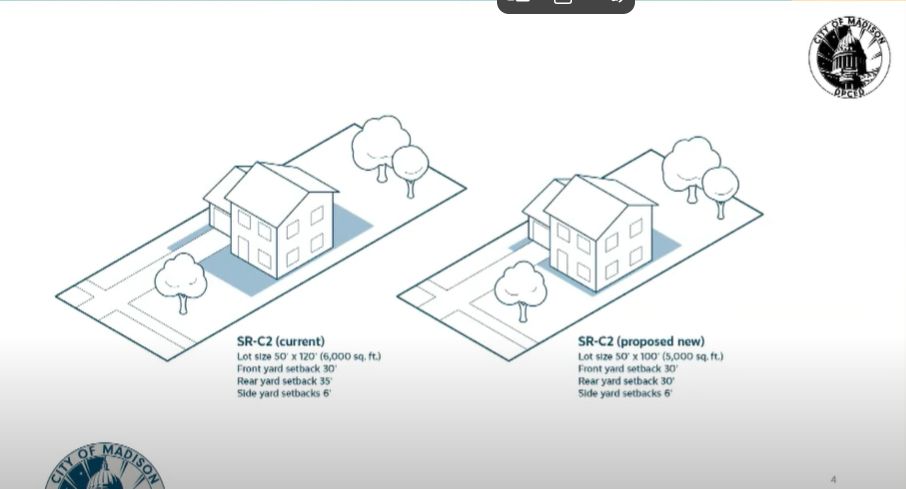 CITY OF MADISON
DPCED
SR-C2 (current)
Lot size 50' x 120' (6,000 sq. ft.)
Front yard setback 30'
Rear yard setback 35'
Side yard setbacks 6'
SR-C2 (proposed new)
Lot size 50' x 100' (5,000 sq. ft.)
Front yard setback 30'
Rear yard setback 30'
Side yard setbacks 6'
CITY OF MADISON
4